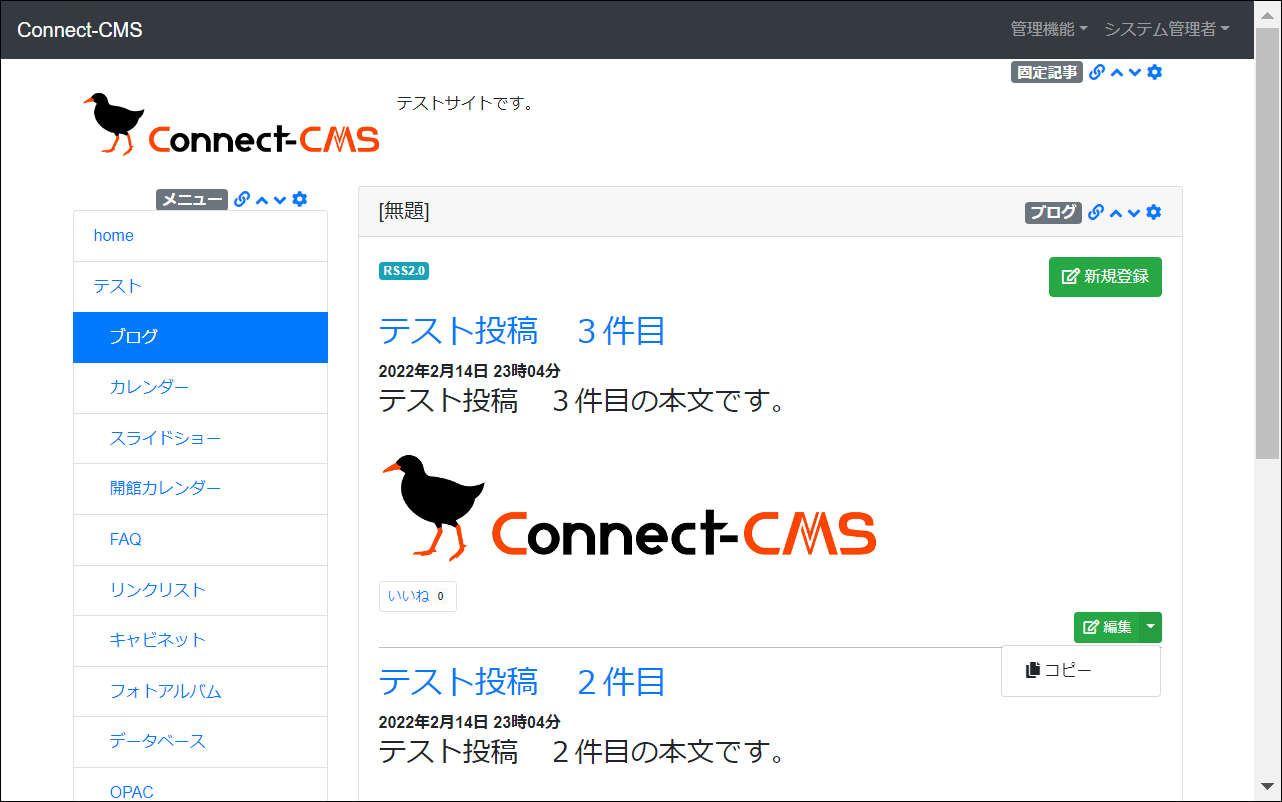 Connect-CMS
管理機能 システム管理者
固定記事
テストサイトです。
Connect-CMS
メニュー
home
テスト
ブログ
カレンダー
スライドショー
開館カレンダー
FAQ
リンクリスト
キャビネット
フォトアルバム
データベース
OPAC
[無題]
ブログ
RSS2.0
新規登録
テスト投稿　３件目
2022年2月14日 23時04分
テスト投稿　３件目の本文です。
Connect-CMS
いいね 0
編集
コピー
テスト投稿　２件目
2022年2月14日 23時04分
テスト投稿　２件目の本文です。